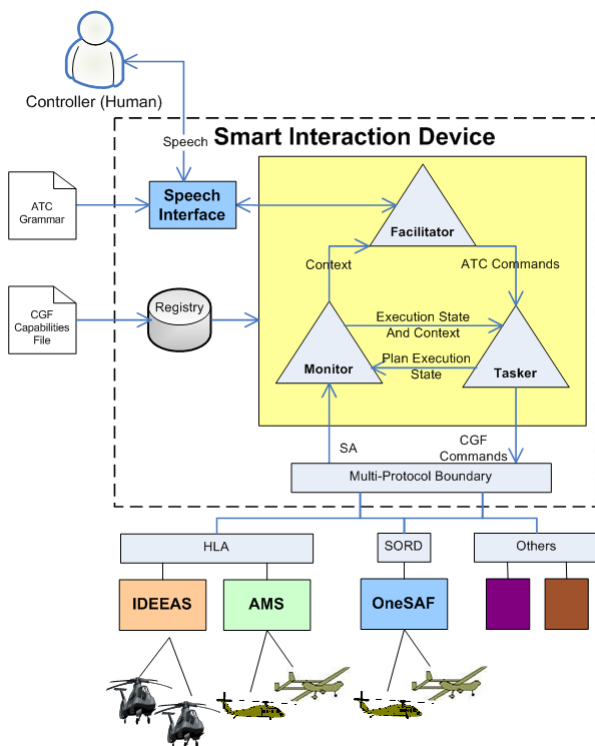 Controller (Human)
Smart Interaction Device
Speech
ATC
Grammar
Speech
Interface
Facilitator
Context
ATC Commands
CGF
Capabilities
File
Registry
Execution State
And Context
Monitor
Plan Execution
State
Tasker
SA
CGF
Commands
Multi-Protocol Boundary
HLA
SORD
Others
IDEEAS
AMS
OneSAF